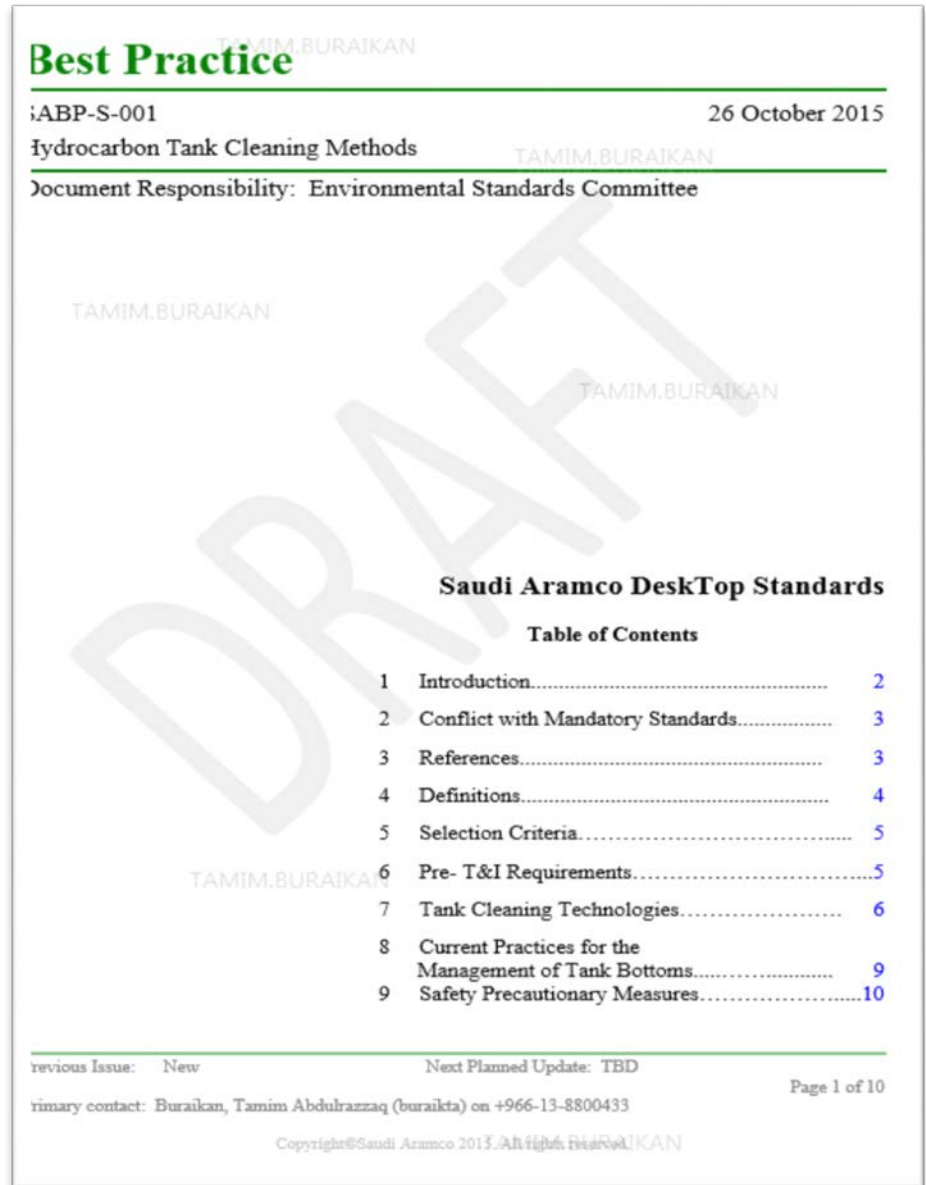 Best Practice
TAMIM.BURAIKAN
SABP-S-001 26 October 2015
Hydrocarbon Tank Cleaning Methods
TAMIM.BURAIKAN
Document Responsibility: Environmental Standards Committee
TAMIM.BURAIKAN
TAMIM.BURAIKAN
DRAFT
Saudi Aramco DeskTop Standards
Table of Contents
1 Introduction.................................................... 2
2 Conflict with Mandatory Standards................. 3
3 References..................................................... 3
4 Definitions...................................................... 4
5 Selection Criteria................................... 5
TAMIM.BURAIKAN
6 Pre- T&I Requirements..............................5
7 Tank Cleaning Technologies..................... 6
8 Current Practices for the
Management of Tank Bottoms...................... 9
9 Safety Precautionary Measures........................10
Previous Issue: New Next Planned Update: TBD
Page 1 of 10
Primary contact: Buraikan, Tamim Abdulrazzaq (buraikta) on +966-13-8800433
Copyright©Saudi Aramco 2015. All rights reserved.
TAMIM.BURAIKAN